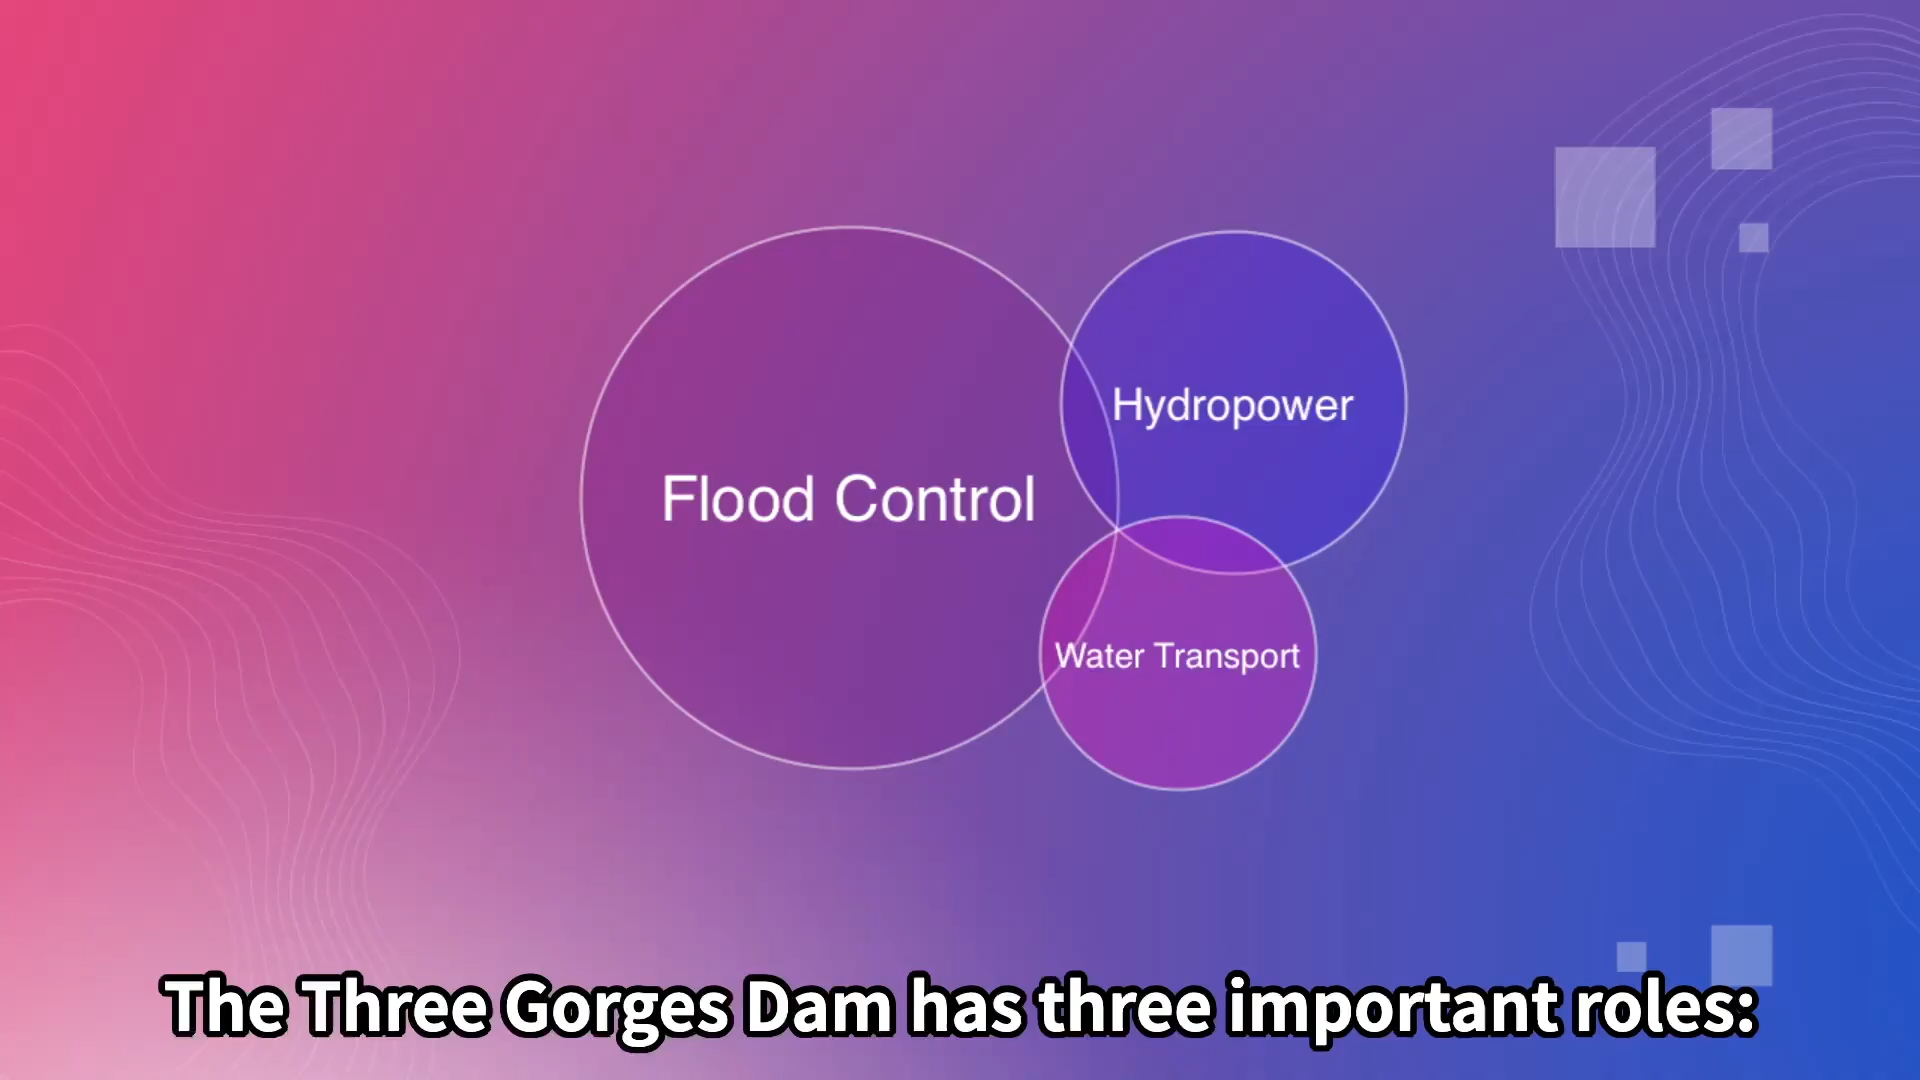 Hydropower
Flood Control
Water Transport
The Three Gorges Dam has three important roles: